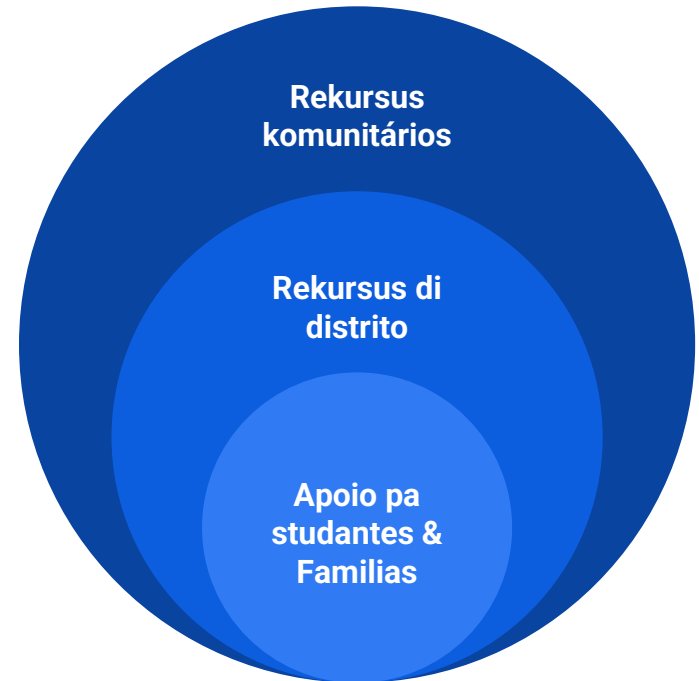 Rekursus
komunitários
Rekursus di
distrito
Apoio pa
studantes &
Familias